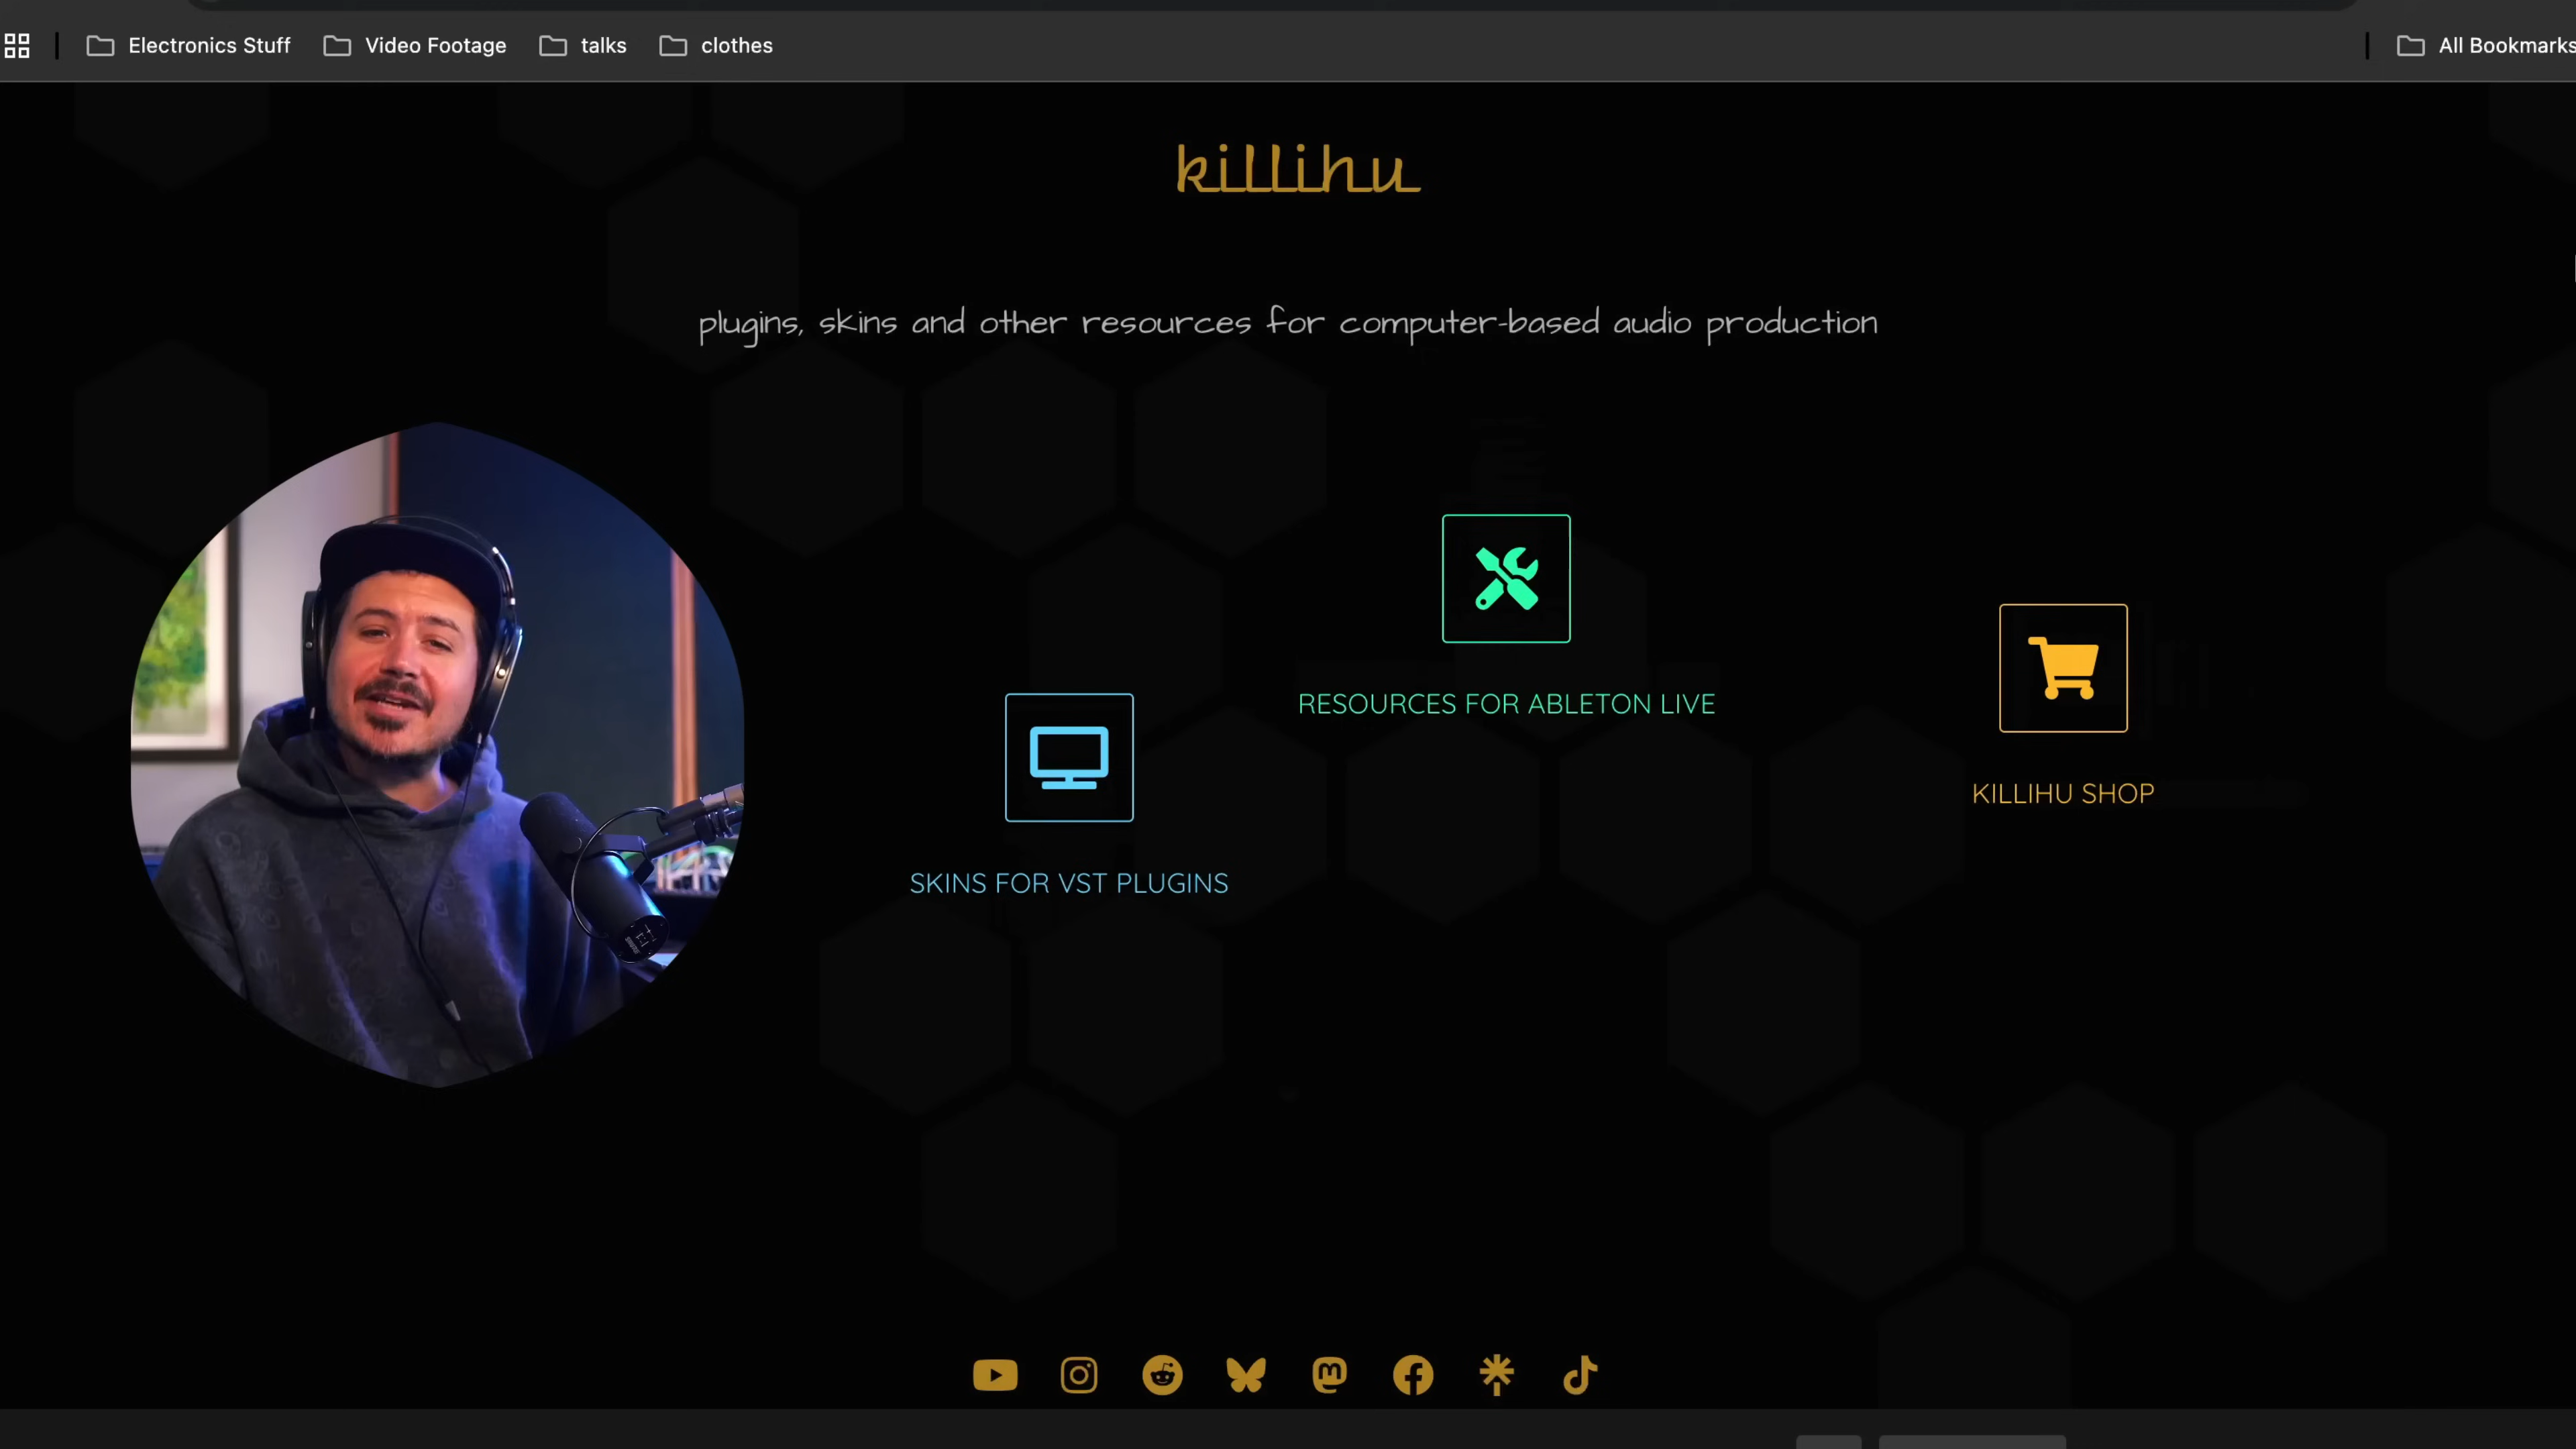 Electronics Stuff
Video Footage
talks
clothes
All Bookmarks
killihu
plugins, skins and other resources for computer-based audio production
RESOURCES FOR ABLETON LIVE
KILLIHU SHOP
SKINS FOR VST PLUGINS